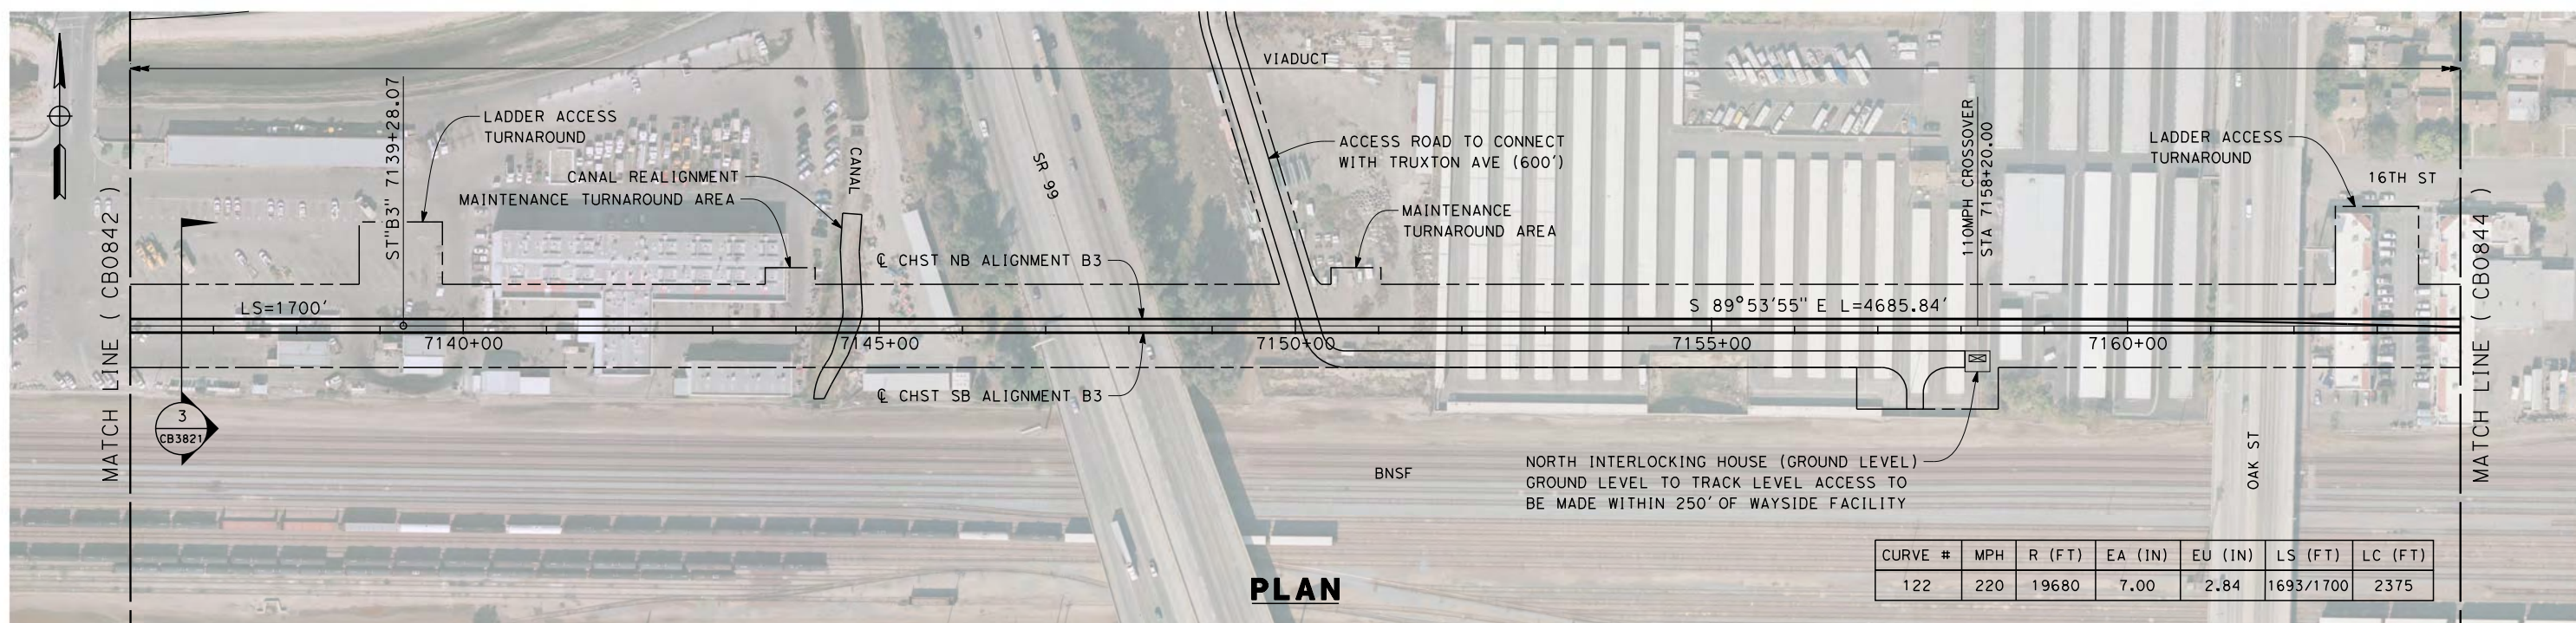 VIADUCT
ST"B3" 7139+28.07
LADDER ACCESS
TURNAROUND
CANAL REALIGNMENT
MAINTENANCE TURNAROUND AREA
CANAL
SR 99
ACCESS ROAD TO CONNECT
WITH TRUXTON AVE (600')
MAINTENANCE
TURNAROUND AREA
110MPH CROSSOVER
STA 7158+20.00
LADDER ACCESS
TURNAROUND
16TH ST
MATCH LINE ( CB0842 )
℄ CHST NB ALIGNMENT B3
LS=1700'
S 89°53'55" E L=4685.84'
7140+00
7145+00
7150+00
7155+00
7160+00
℄ CHST SB ALIGNMENT B3
3
CB3821
BNSF
NORTH INTERLOCKING HOUSE (GROUND LEVEL)
GROUND LEVEL TO TRACK LEVEL ACCESS TO
BE MADE WITHIN 250' OF WAYSIDE FACILITY
OAK ST
MATCH LINE ( CB0844 )
CURVE # MPH R (FT) EA (IN) EU (IN) LS (FT) LC (FT)
122 220 19680 7.00 2.84 1693/1700 2375
PLAN